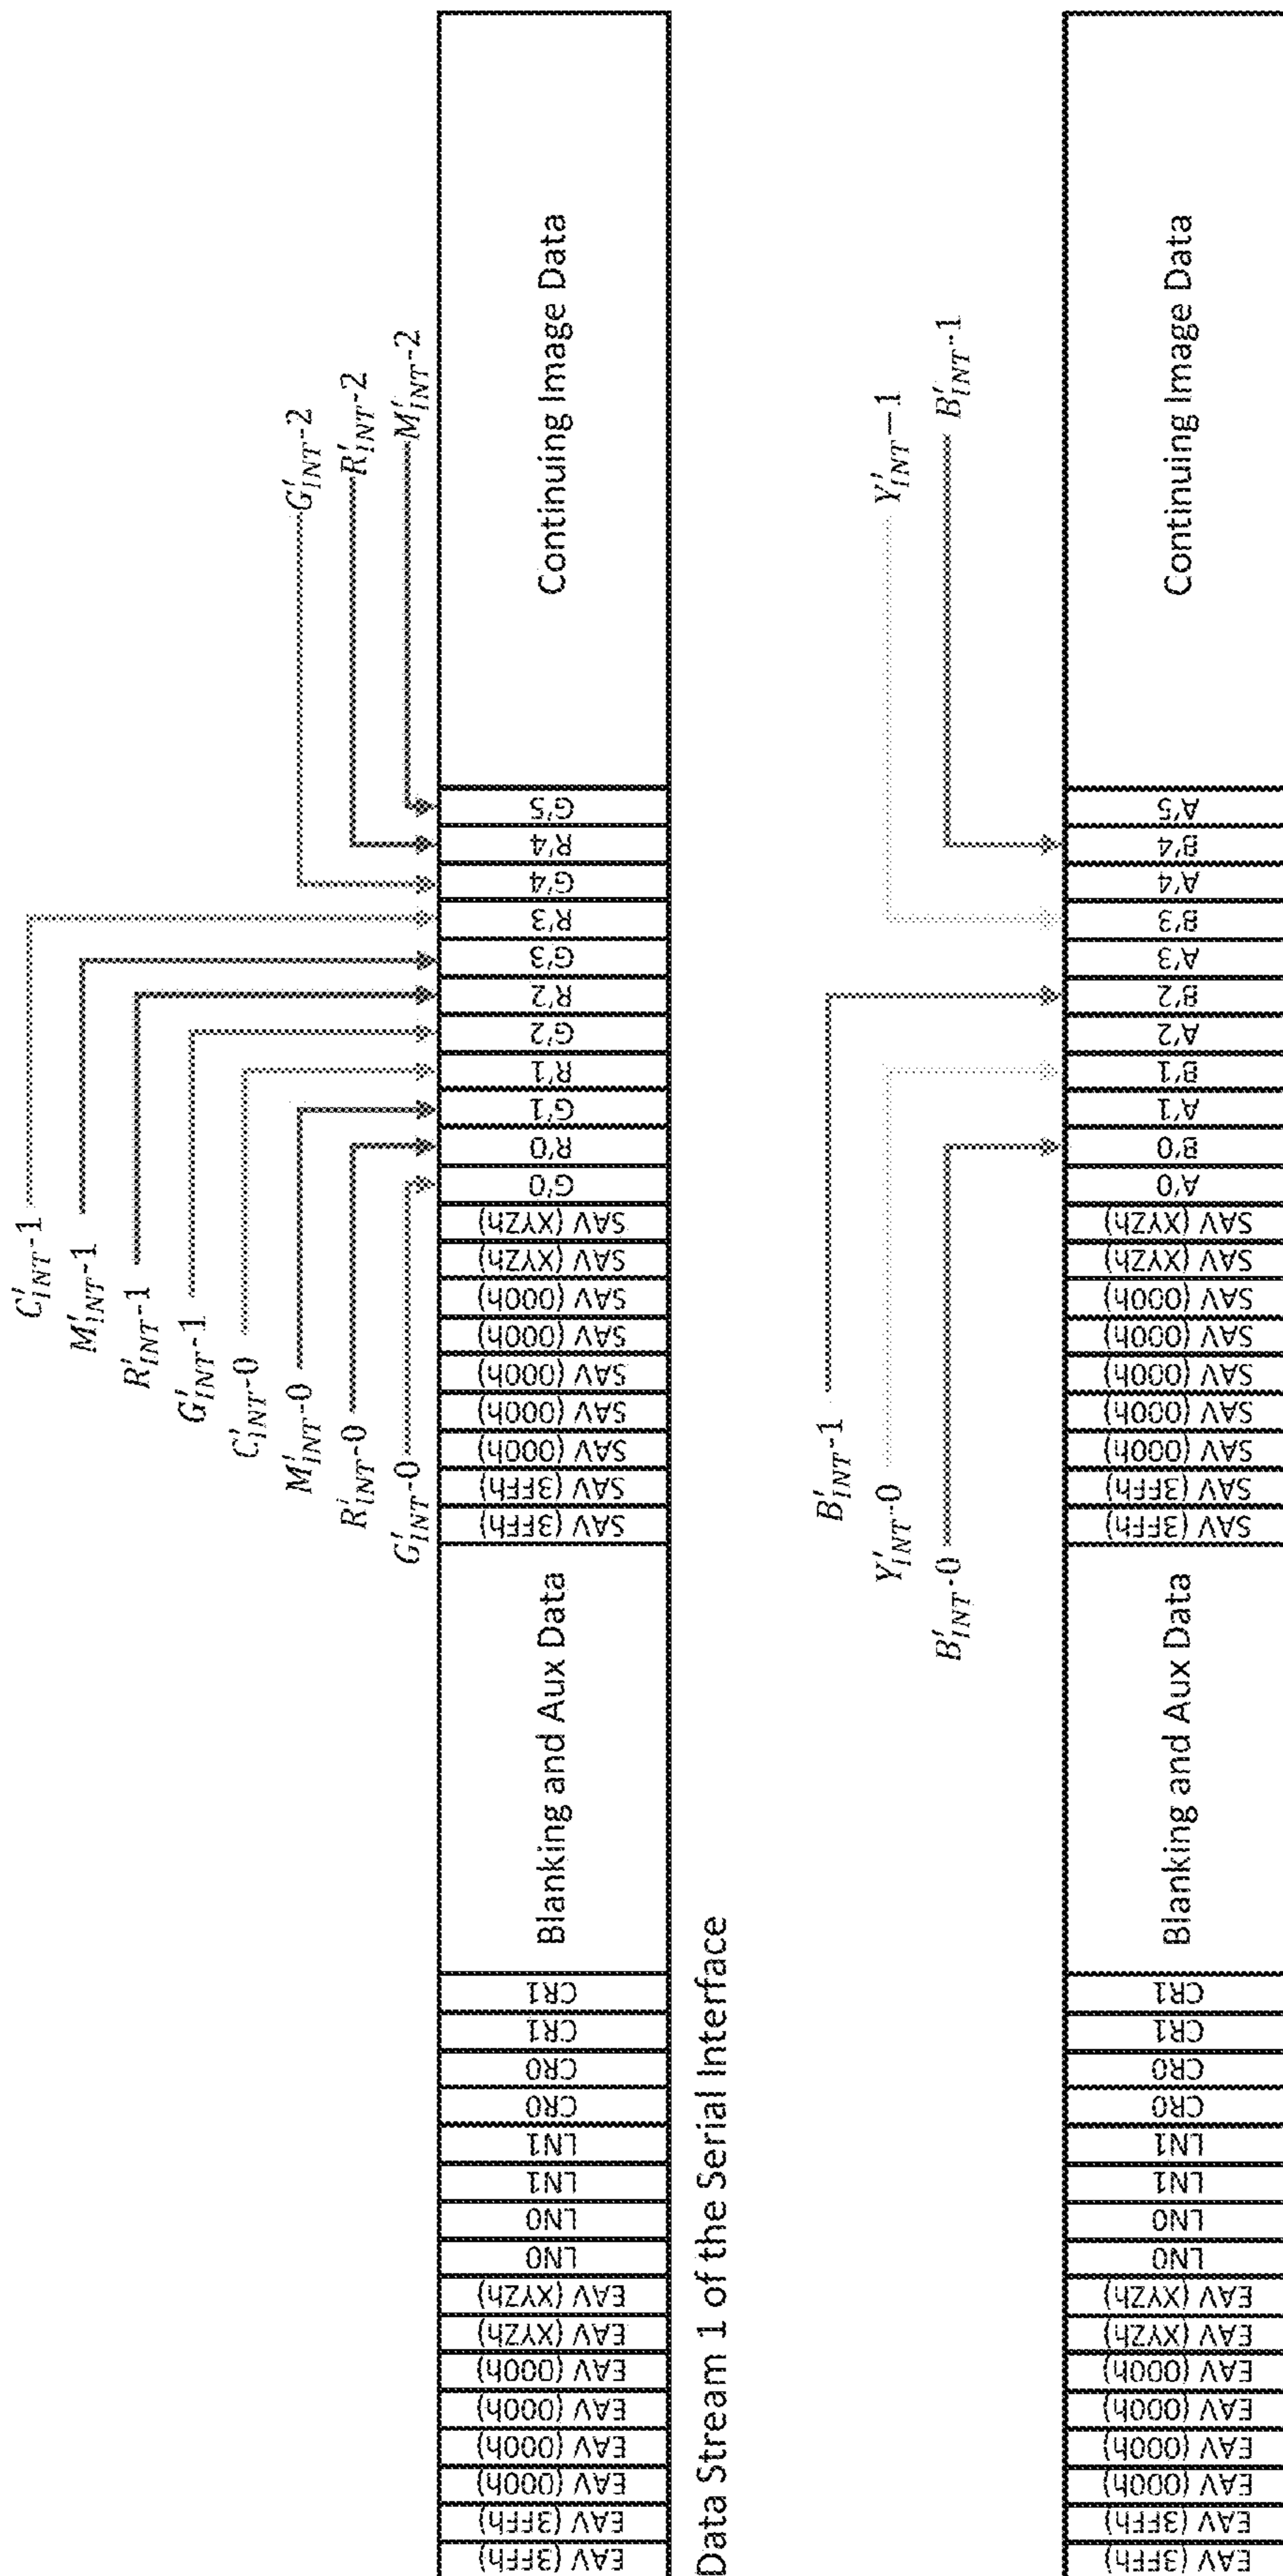 C'INT-1
M'INT-1
R'INT-1
G'INT-1
C'INT-0
M'INT-0
R'INT-0
G'INT-0
G'INT-2
R'INT-2
M'INT-2
EAV (3FFh)
EAV (3FFh)
EAV (000h)
EAV (000h)
EAV (000h)
EAV (000h)
EAV (XYZh)
EAV (XYZh)
LN0
LN0
LN1
LN1
CR0
CR0
CR1
CR1
Blanking and Aux Data
SAV (3FFh)
SAV (3FFh)
SAV (000h)
SAV (000h)
SAV (000h)
SAV (000h)
SAV (000h)
SAV (XYZh)
SAV (XYZh)
G'0
R'0
G'1
R'1
G'2
R'2
G'3
R'3
G'4
R'4
G'5
Continuing Image Data
Data Stream 1 of the Serial Interface
B'INT-1
Y'INT-0
B'INT-0
Y'INT—1
B'INT-1
EAV (3FFh)
EAV (3FFh)
EAV (000h)
EAV (000h)
EAV (000h)
EAV (000h)
EAV (XYZh)
EAV (XYZh)
LN0
LN0
LN1
LN1
CR0
CR0
CR1
CR1
Blanking and Aux Data
SAV (3FFh)
SAV (3FFh)
SAV (000h)
SAV (000h)
SAV (000h)
SAV (000h)
SAV (000h)
SAV (XYZh)
SAV (XYZh)
A'0
B'0
A'1
B'1
A'2
B'2
A'3
B'3
A'4
B'4
A'5
Continuing Image Data